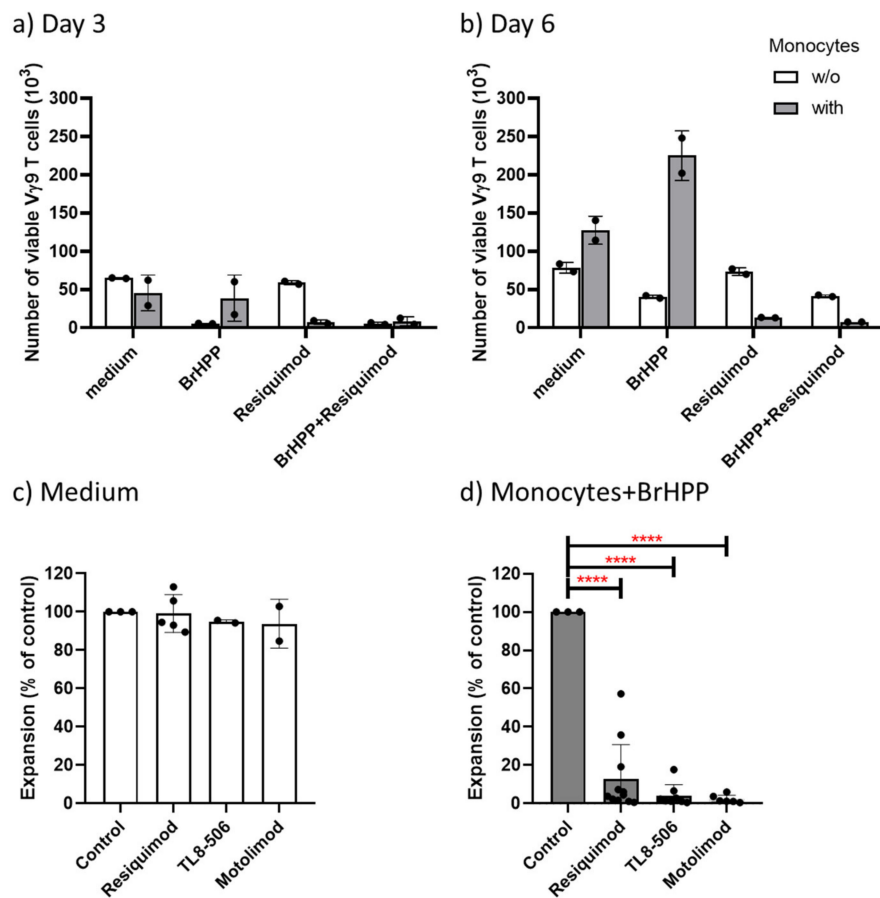 a) Day 3
b) Day 6
Monocytes
w/o
with
Number of viable Vγ9 T cells (10³)
300
250
200
150
100
50
0
medium
BrHPP
Resiquimod
BrHPP+Resiquimod
Number of viable Vγ9 T cells (10³)
300
250
200
150
100
50
0
medium
BrHPP
Resiquimod
BrHPP+Resiquimod
c) Medium
d) Monocytes+BrHPP
Expansion (% of control)
120
100
80
60
40
20
0
Control
Resiquimod
TL8-506
Motolimod
****
****
****
Expansion (% of control)
120
100
80
60
40
20
0
Control
Resiquimod
TL8-506
Motolimod